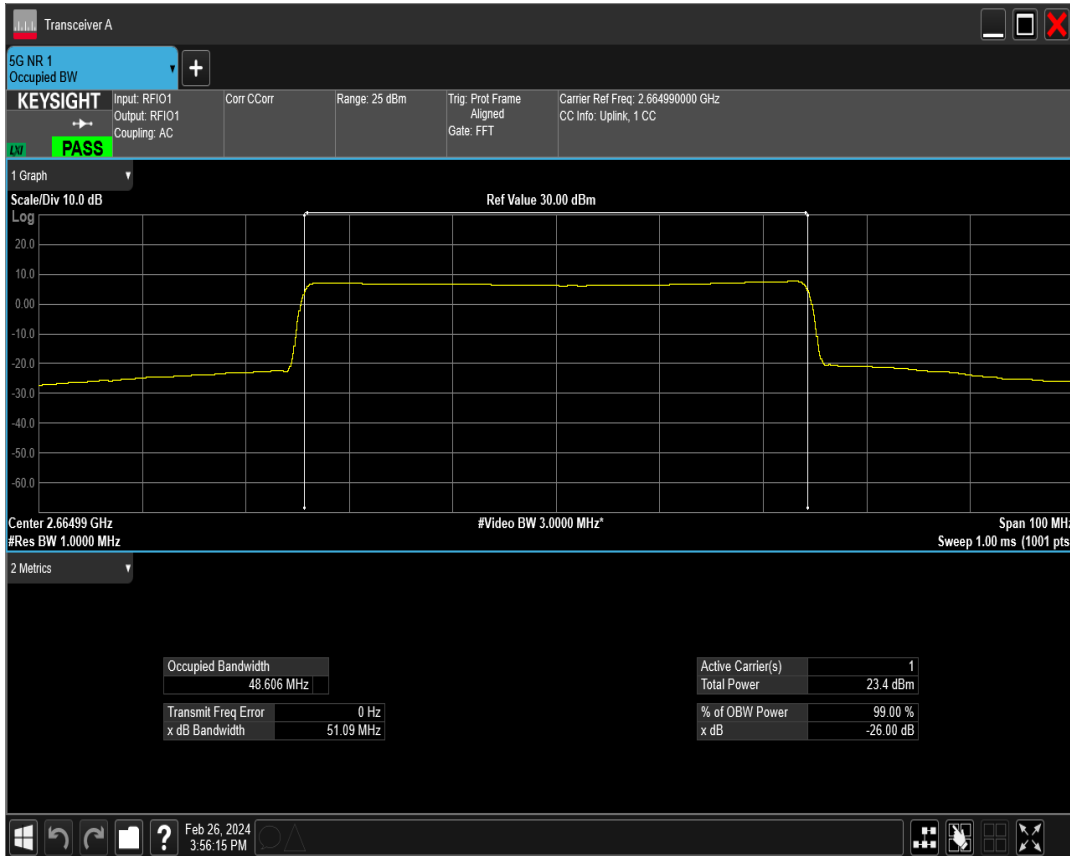 Transceiver A
5G NR 1
Occupied BW
+
KEYSIGHT
LXI
PASS
Input: RFIO1
Output: RFIO1
Coupling: AC
Corr CCorr
Range: 25 dBm
Trig: Prot Frame
Aligned
Gate: FFT
Carrier Ref Freq: 2.664990000 GHz
CC Info: Uplink, 1 CC
1 Graph
Scale/Div 10.0 dB
Ref Value 30.00 dBm
Log
20.0
10.0
0.00
-10.0
-20.0
-30.0
-40.0
-50.0
-60.0
Center 2.66499 GHz
#Video BW 3.0000 MHz*
Span 100 MHz
#Res BW 1.0000 MHz
Sweep 1.00 ms (1001 pts
2 Metrics
Occupied Bandwidth
48.606 MHz
Transmit Freq Error 0 Hz
x dB Bandwidth 51.09 MHz
Active Carrier(s) 1
Total Power 23.4 dBm
% of OBW Power 99.00 %
x dB -26.00 dB
?
Feb 26, 2024
3:56:15 PM